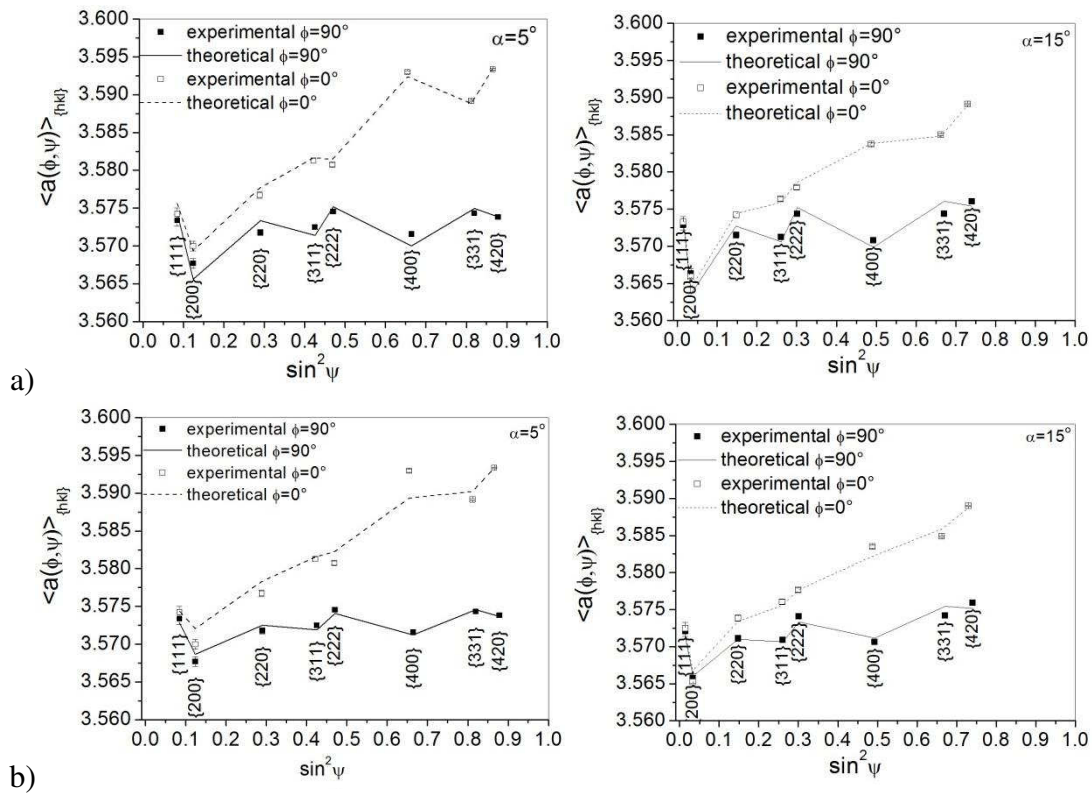 3.600
3.595
3.590
3.585
3.580
3.575
3.570
3.565
3.560
<a(ϕ,ψ)>{hkl}
experimental ϕ=90°
theoretical ϕ=90°
experimental ϕ=0°
theoretical ϕ=0°
α=5°
{111}
{200}
{220}
{311}
{222}
{400}
{331}
{420}
0.0 0.1 0.2 0.3 0.4 0.5 0.6 0.7 0.8 0.9 1.0
sin²ψ
3.600
3.595
3.590
3.585
3.580
3.575
3.570
3.565
3.560
<a(ϕ,ψ)>{hkl}
experimental ϕ=90°
theoretical ϕ=90°
experimental ϕ=0°
theoretical ϕ=0°
α=15°
{111}
{200}
{220}
{311}
{222}
{400}
{331}
{420}
0.0 0.1 0.2 0.3 0.4 0.5 0.6 0.7 0.8 0.9 1.0
sin²ψ
a)
3.600
3.595
3.590
3.585
3.580
3.575
3.570
3.565
3.560
<a(ϕ,ψ)>{hkl}
experimental ϕ=90°
theoretical ϕ=90°
experimental ϕ=0°
theoretical ϕ=0°
α=5°
{111}
{200}
{220}
{311}
{222}
{400}
{331}
{420}
0.0 0.1 0.2 0.3 0.4 0.5 0.6 0.7 0.8 0.9 1.0
sin²ψ
3.600
3.595
3.590
3.585
3.580
3.575
3.570
3.565
3.560
<a(ϕ,ψ)>{hkl}
experimental ϕ=90°
theoretical ϕ=90°
experimental ϕ=0°
theoretical ϕ=0°
α=15°
{111}
200}
{220}
{311}
{222}
{400}
{331}
{420}
0.0 0.1 0.2 0.3 0.4 0.5 0.6 0.7 0.8 0.9 1.0
sin²ψ
b)